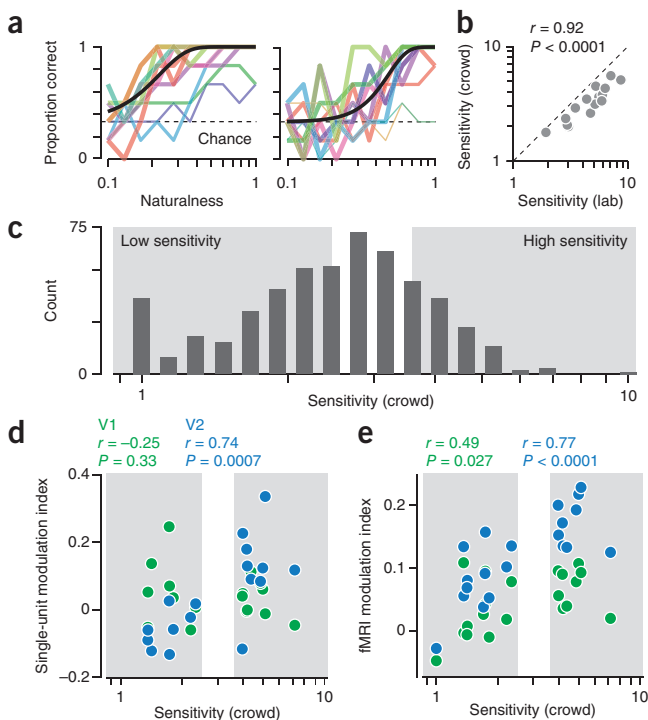 a
Proportion correct
1
0
Chance
0.1
1
0.1
1
Naturalness
b
r = 0.92
P < 0.0001
Sensitivity (crowd)
10
1
1
10
Sensitivity (lab)
c
Count
75
0
Low sensitivity
High sensitivity
1
10
Sensitivity (crowd)
d
V1
V2
r = –0.25
r = 0.74
P = 0.33
P = 0.0007
Single-unit modulation index
0.4
0.2
0
–0.2
1
10
Sensitivity (crowd)
e
r = 0.49
r = 0.77
P = 0.027
P < 0.0001
fMRI modulation index
0.2
0.1
0
1
10
Sensitivity (crowd)